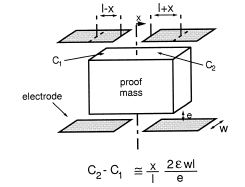 l-x l+x
x
C₁ C₂
proof
mass
electrode
e
w
C₂ - C₁ ≅ x/l 2εwl/e